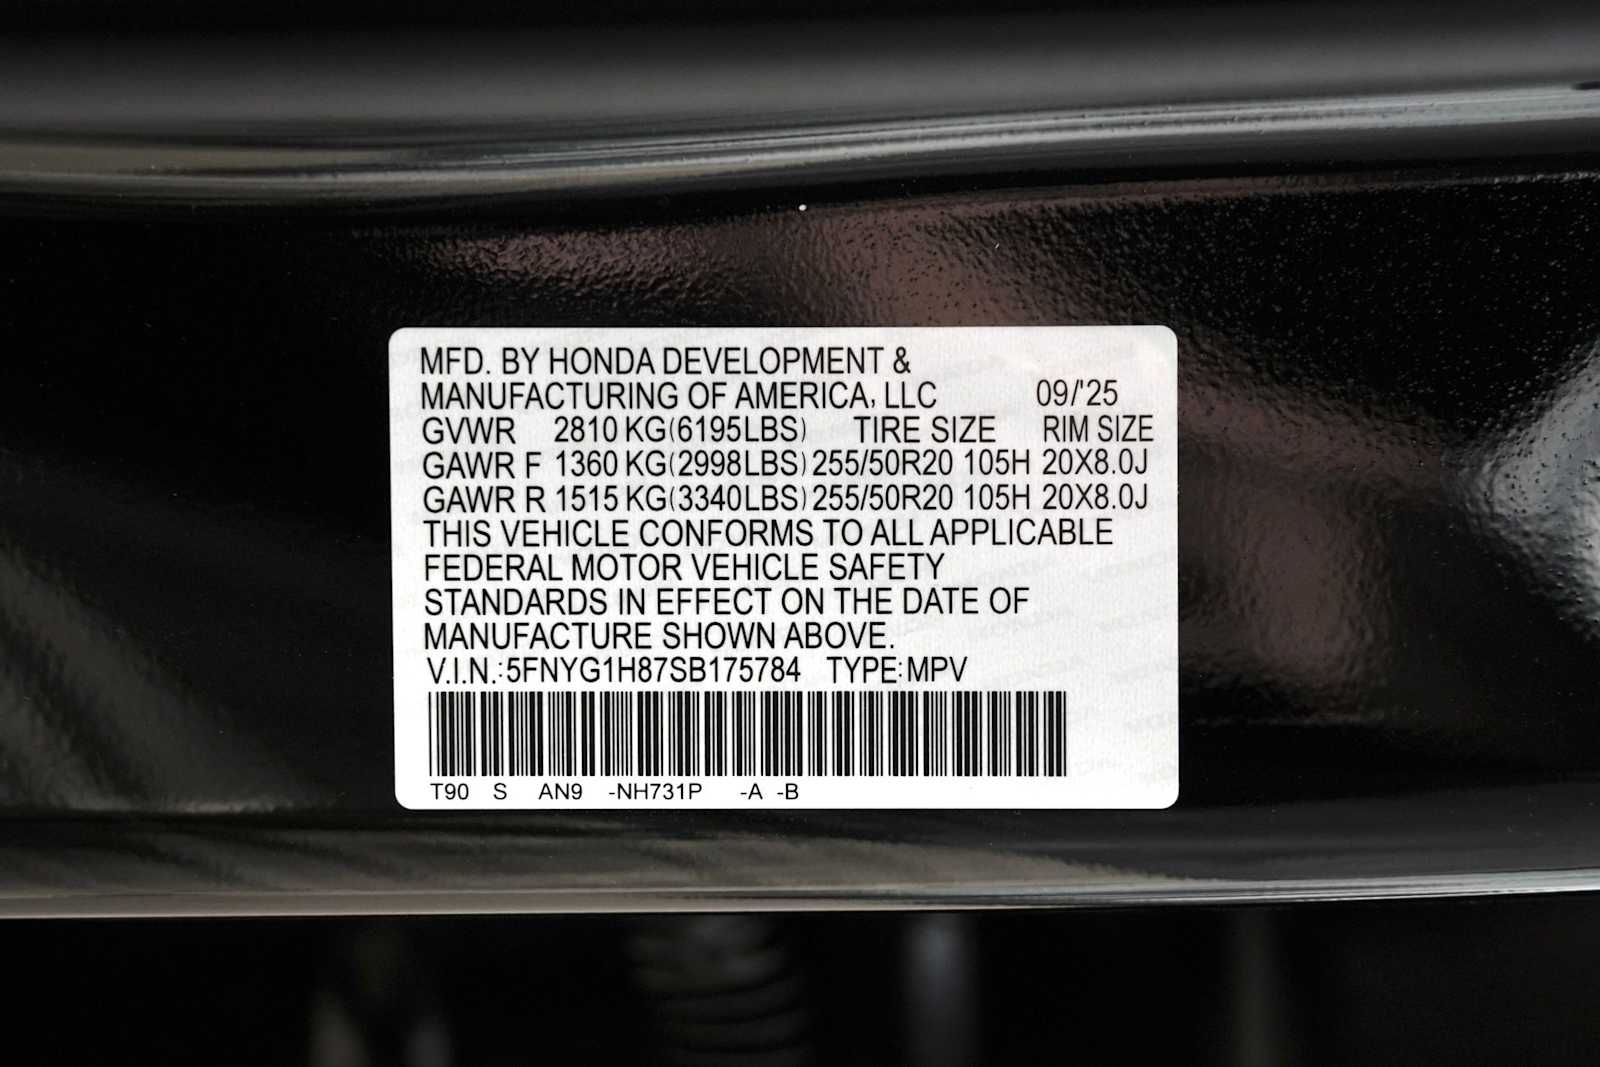 MFD. BY HONDA DEVELOPMENT &
MANUFACTURING OF AMERICA, LLC 09/'25
GVWR 2810 KG(6195LBS) TIRE SIZE RIM SIZE
GAWR F 1360 KG(2998LBS) 255/50R20 105H 20X8.0J
GAWR R 1515 KG(3340LBS) 255/50R20 105H 20X8.0J
THIS VEHICLE CONFORMS TO ALL APPLICABLE
FEDERAL MOTOR VEHICLE SAFETY
STANDARDS IN EFFECT ON THE DATE OF
MANUFACTURE SHOWN ABOVE.
V.I.N.:5FNYG1H87SB175784 TYPE:MPV
T90 S AN9 -NH731P -A -B